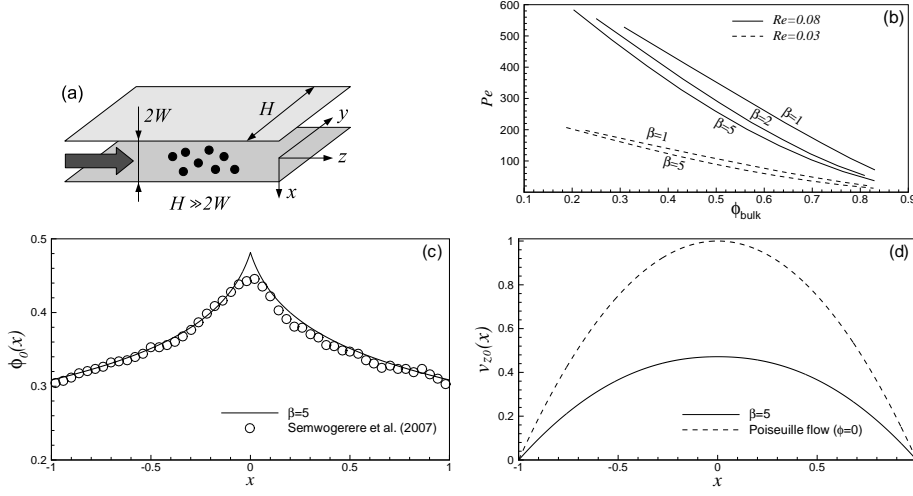 (a)
2W
H
y
z
x
H ≫ 2W
(b)
Pe
600
500
400
300
200
100
Re=0.08
Re=0.03
β=1
β=2
β=5
β=1
β=5
0.1 0.2 0.3 0.4 0.5 0.6 0.7 0.8 0.9
ϕbulk
(c)
ϕ0(x)
0.5
0.4
0.3
0.2
β=5
Semwogerere et al. (2007)
-1 -0.5 0 0.5 1
x
(d)
vz0(x)
1
0.8
0.6
0.4
0.2
0
β=5
Poiseuille flow (ϕ=0)
-1 -0.5 0 0.5
x